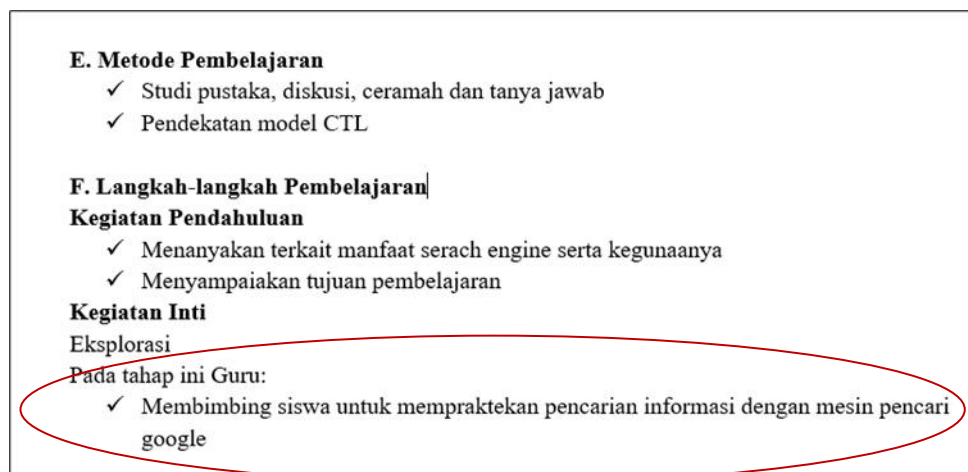 E. Metode Pembelajaran
✓ Studi pustaka, diskusi, ceramah dan tanya jawab
✓ Pendekatan model CTL
F. Langkah-langkah Pembelajaran
Kegiatan Pendahuluan
✓ Menanyakan terkait manfaat serach engine serta kegunaanya
✓ Menyampaiakan tujuan pembelajaran
Kegiatan Inti
Eksplorasi
Pada tahap ini Guru:
✓ Membimbing siswa untuk mempraktekan pencarian informasi dengan mesin pencari
google